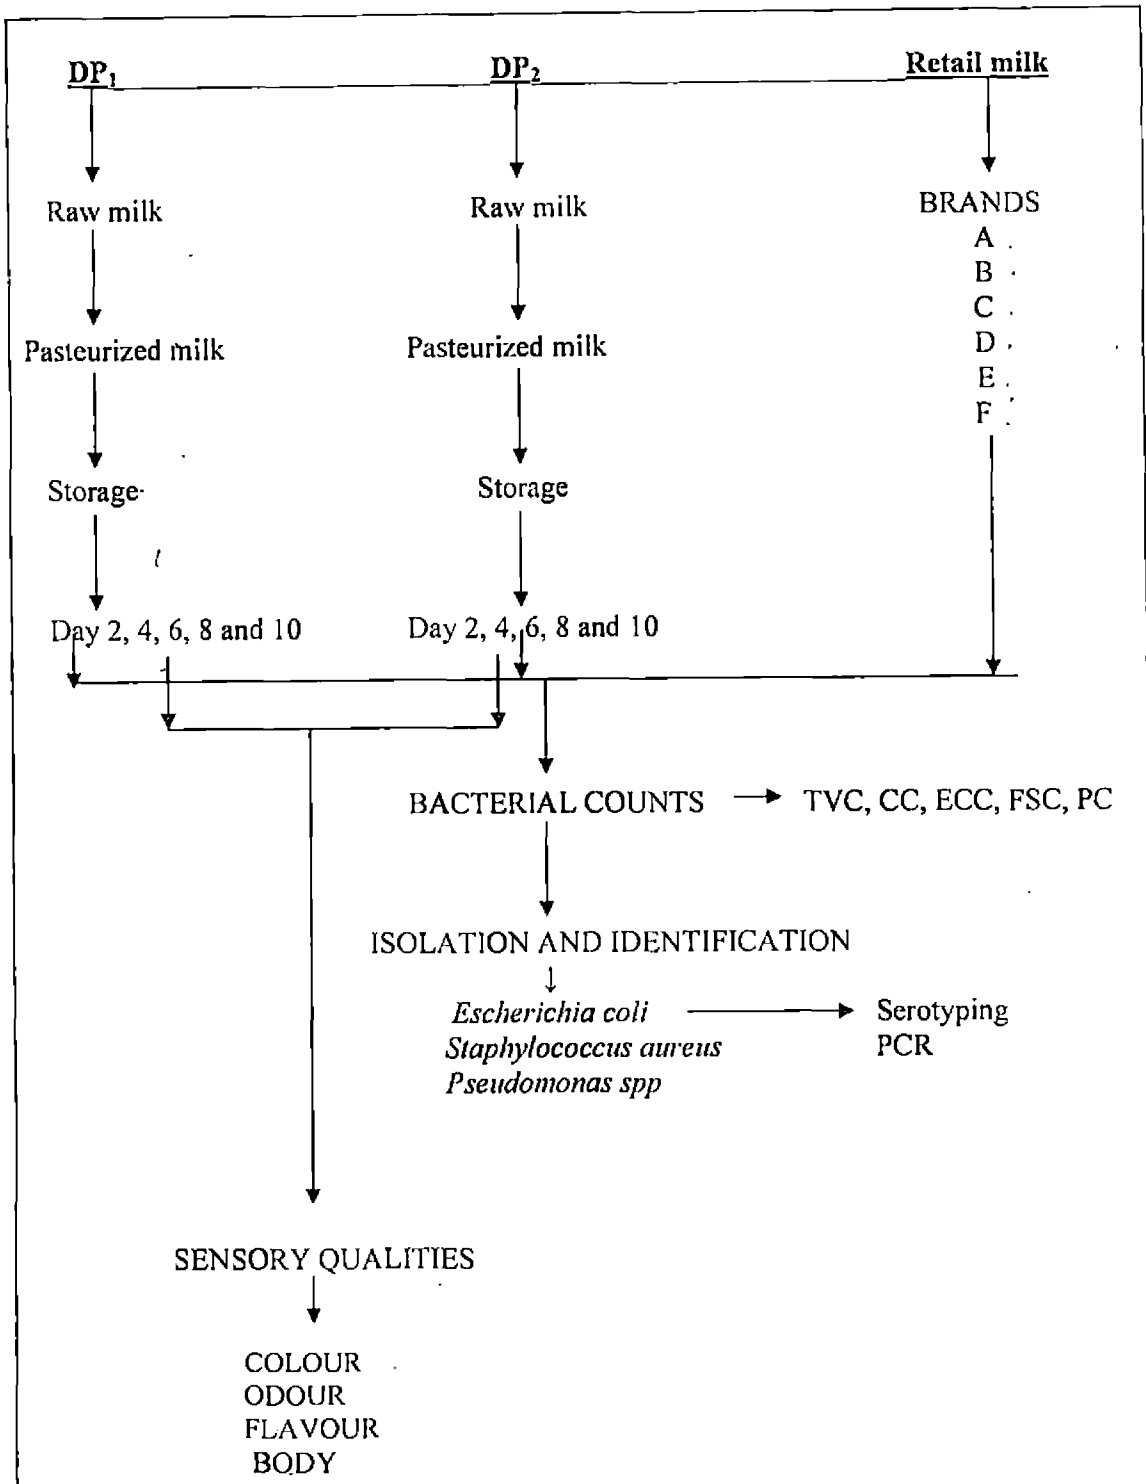 DP₁ DP₂ Retail milk
Raw milk Raw milk BRANDS
A
B
C
D
E
F
Pasteurized milk Pasteurized milk
Storage Storage
Day 2, 4, 6, 8 and 10 Day 2, 4, 6, 8 and 10
BACTERIAL COUNTS → TVC, CC, ECC, FSC, PC
ISOLATION AND IDENTIFICATION
↓
Escherichia coli → Serotyping
Staphylococcus aureus PCR
Pseudomonas spp
SENSORY QUALITIES
COLOUR
ODOUR
FLAVOUR
BODY